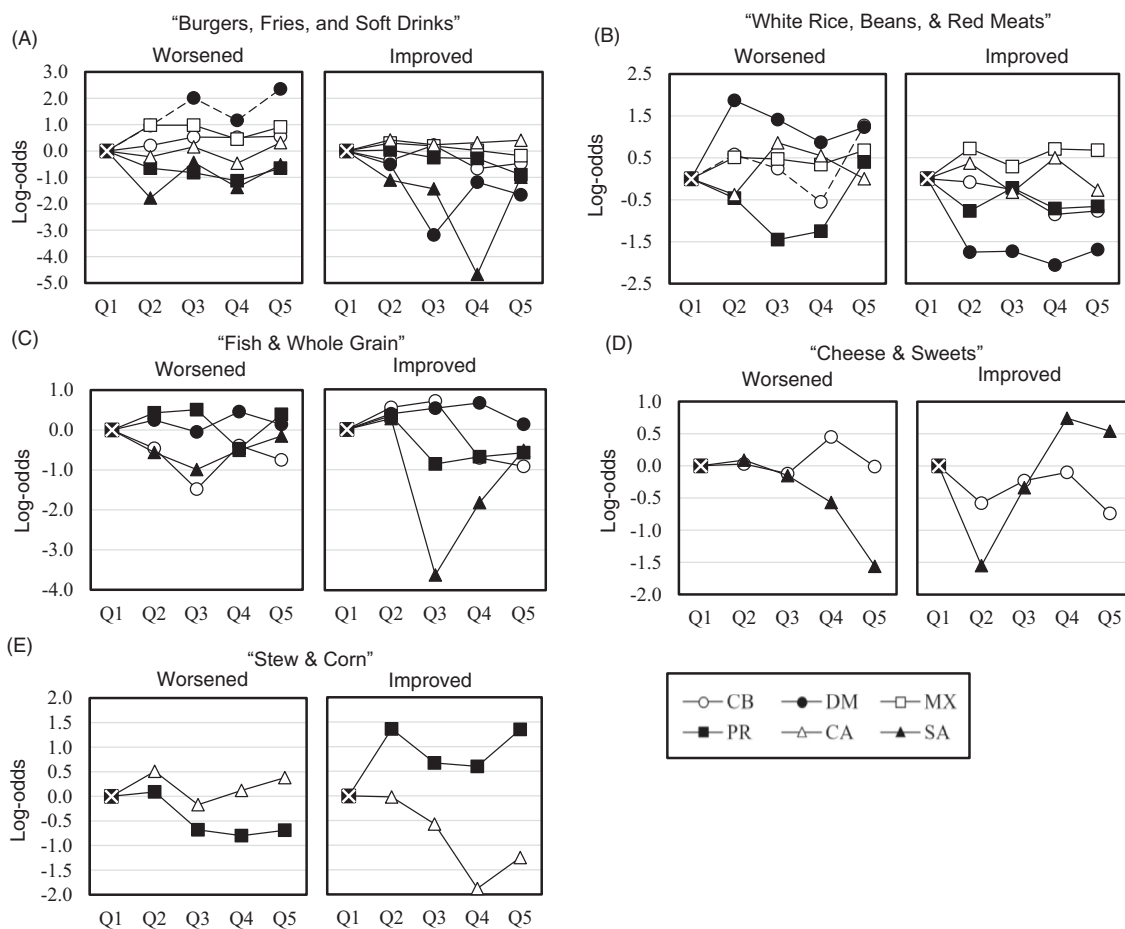 (A)
"Burgers, Fries, and Soft Drinks"
Worsened Improved
Log-odds
3.0
2.0
1.0
0.0
-1.0
-2.0
-3.0
-4.0
-5.0
Q1 Q2 Q3 Q4 Q5 Q1 Q2 Q3 Q4 Q5
(B)
"White Rice, Beans, & Red Meats"
Worsened Improved
Log-odds
2.5
1.5
0.5
-0.5
-1.5
-2.5
Q1 Q2 Q3 Q4 Q5 Q1 Q2 Q3 Q4 Q5
(C)
"Fish & Whole Grain"
Worsened Improved
Log-odds
1.0
0.0
-1.0
-2.0
-3.0
-4.0
Q1 Q2 Q3 Q4 Q5 Q1 Q2 Q3 Q4 Q5
(D)
"Cheese & Sweets"
Worsened Improved
Log-odds
1.0
0.5
0.0
-0.5
-1.0
-1.5
-2.0
Q1 Q2 Q3 Q4 Q5 Q1 Q2 Q3 Q4 Q5
(E)
"Stew & Corn"
Worsened Improved
Log-odds
2.0
1.5
1.0
0.5
0.0
-0.5
-1.0
-1.5
-2.0
Q1 Q2 Q3 Q4 Q5 Q1 Q2 Q3 Q4 Q5
CB DM MX
PR CA SA